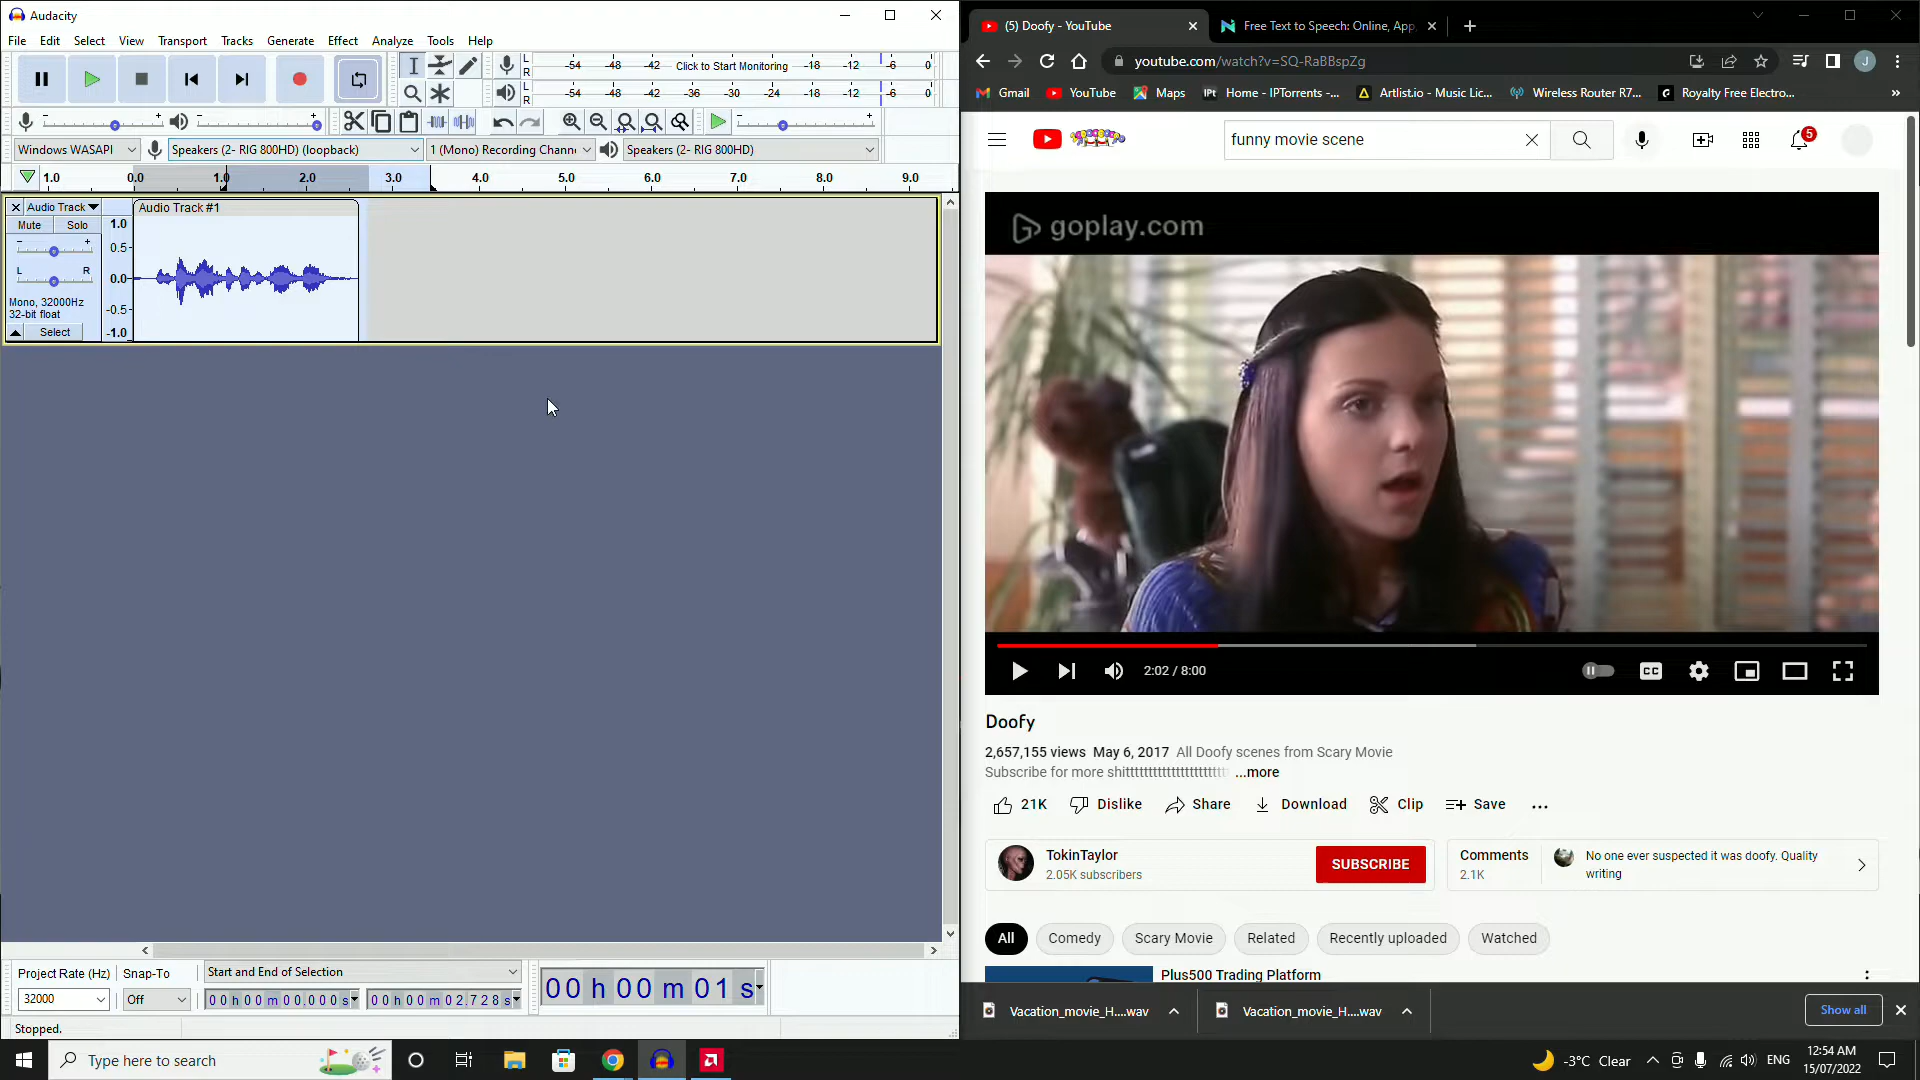 Audacity
File Edit Select View Transport Tracks Generate Effect Analyze Tools Help
L
R
-54 -48 -42 Click to Start Monitoring -18 -12 -6 0
L
R
-54 -48 -42 -36 -30 -24 -18 -12 -6 0
Windows WASAPI
Speakers (2- RIG 800HD) (loopback)
1 (Mono) Recording Chann
Speakers (2- RIG 800HD)
1.0 0.0 1.0 2.0 3.0 4.0 5.0 6.0 7.0 8.0 9.0
Audio Track
Audio Track #1
Mute Solo
L R
Mono, 32000Hz
32-bit float
Select
1.0
0.5
0.0
-0.5
-1.0
Project Rate (Hz)
Snap-To
Start and End of Selection
32000
Off
00h00m00.000s
00h00m02.728s
00 h 00 m 01 s
Stopped.
(5) Doofy - YouTube
Free Text to Speech: Online, App,
youtube.com/watch?v=SQ-RaBBspZg
J
Gmail
YouTube
Maps
IPt
Home - IPTorrents -...
Artlist.io - Music Lic...
Wireless Router R7...
Royalty Free Electro...
»
funny movie scene
5
goplay.com
2:02 / 8:00
CC
Doofy
2,657,155 views May 6, 2017 All Doofy scenes from Scary Movie
Subscribe for more shittttttttttttttttttttttt ...more
21K
Dislike
Share
Download
Clip
Save
...
TokinTaylor
2.05K subscribers
SUBSCRIBE
Comments
2.1K
No one ever suspected it was doofy. Quality
writing
All
Comedy
Scary Movie
Related
Recently uploaded
Watched
Plus500 Trading Platform
Vacation_movie_H....wav
Vacation_movie_H....wav
Show all
Type here to search
-3°C Clear
ENG
12:54 AM
15/07/2022